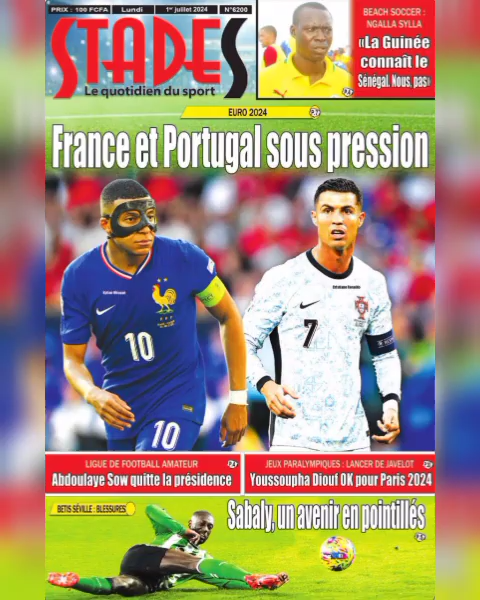 PRIX : 100 FCFA Lundi 1er juillet 2024 N°6200
STADES
Le quotidien du sport
BEACH SOCCER :
NGALLA SYLLA
«La Guinée
connaît le
Sénégal. Nous, pas»
EURO 2024
France et Portugal sous pression
10
10
7
LIGUE DE FOOTBALL AMATEUR
Abdoulaye Sow quitte la présidence
JEUX PARALYMPIQUES : LANCER DE JAVELOT
Youssoupha Diouf OK pour Paris 2024
BETIS SÉVILLE : BLESSURES
Sabaly, un avenir en pointillés